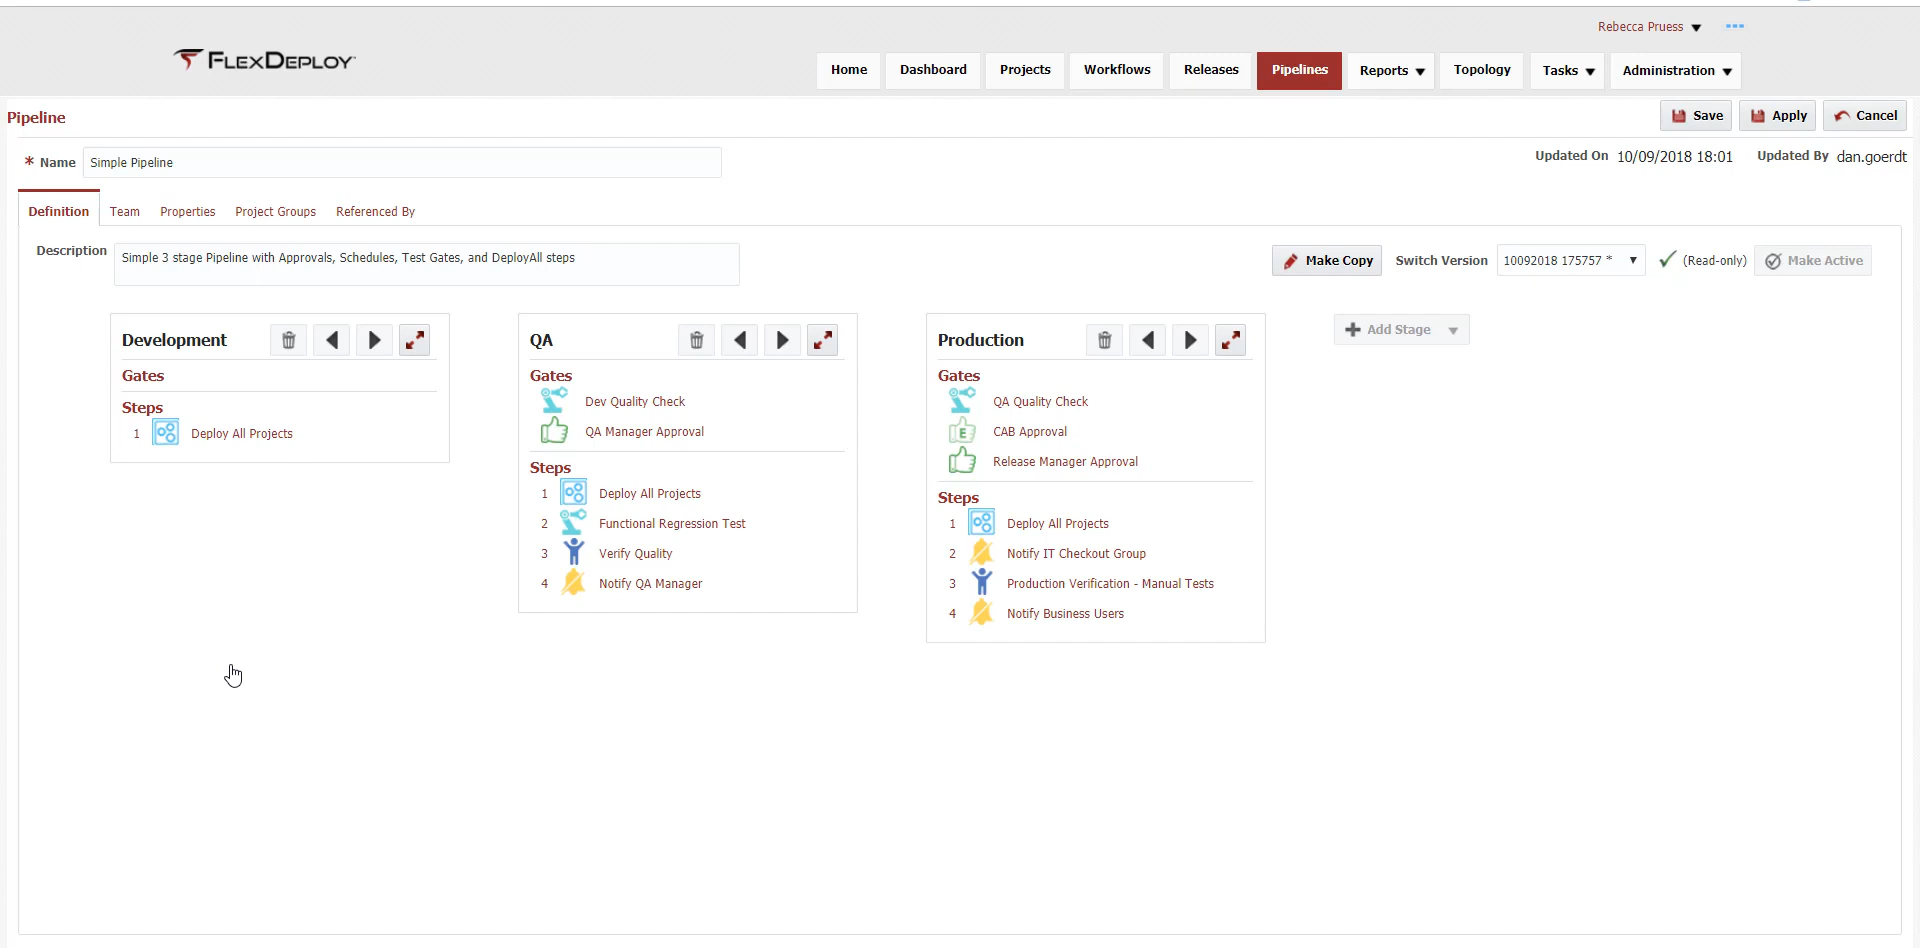 Rebecca Pruess
FLEXDEPLOY
Home Dashboard Projects Workflows Releases Pipelines Reports Topology Tasks Administration
Pipeline
Save Apply Cancel
* Name Simple Pipeline
Updated On 10/09/2018 18:01 Updated By dan.goerdt
Definition Team Properties Project Groups Referenced By
Description Simple 3 stage Pipeline with Approvals, Schedules, Test Gates, and DeployAll steps
Make Copy Switch Version 10092018 175757 * (Read-only) Make Active
Development
Gates
Steps
1 Deploy All Projects
QA
Gates
Dev Quality Check
QA Manager Approval
Steps
1 Deploy All Projects
2 Functional Regression Test
3 Verify Quality
4 Notify QA Manager
Production
Gates
QA Quality Check
E CAB Approval
Release Manager Approval
Steps
1 Deploy All Projects
2 Notify IT Checkout Group
3 Production Verification - Manual Tests
4 Notify Business Users
Add Stage